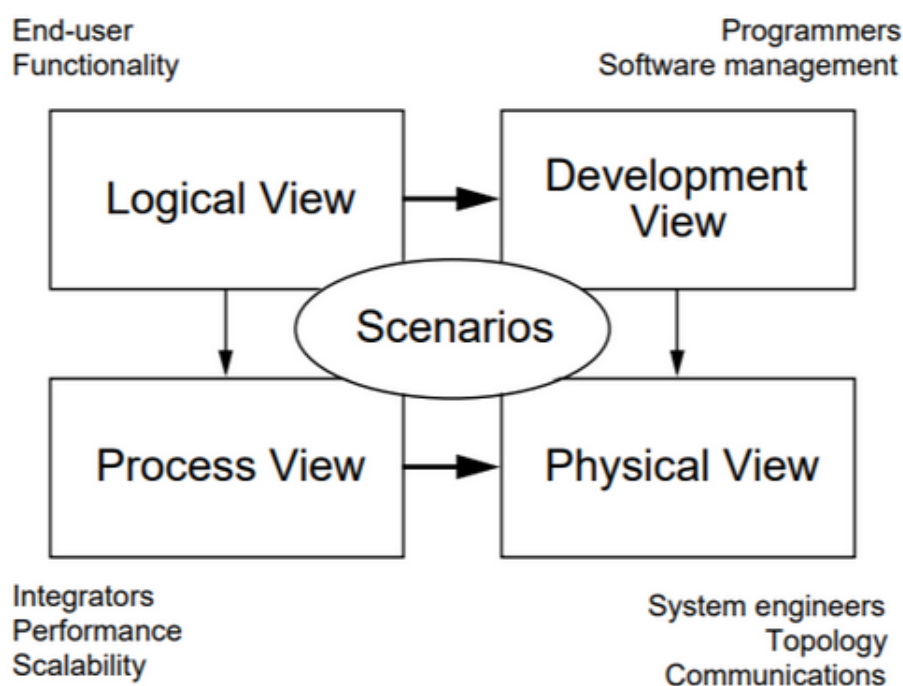 End-user
Functionality
Programmers
Software management
Logical View
Development
View
Scenarios
Process View
Physical View
Integrators
Performance
Scalability
System engineers
Topology
Communications